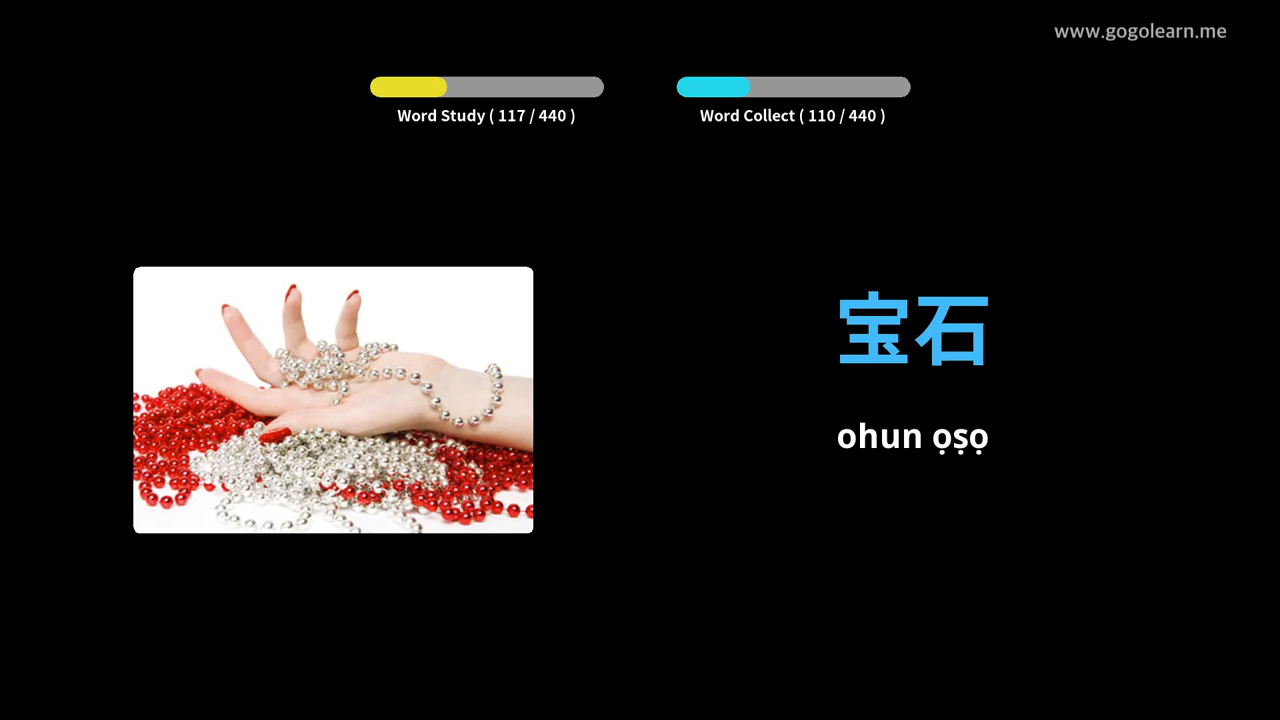 www.gogolearn.me
Word Study ( 117 / 440 )
Word Collect ( 110 / 440 )
宝石
ohun ọṣọ